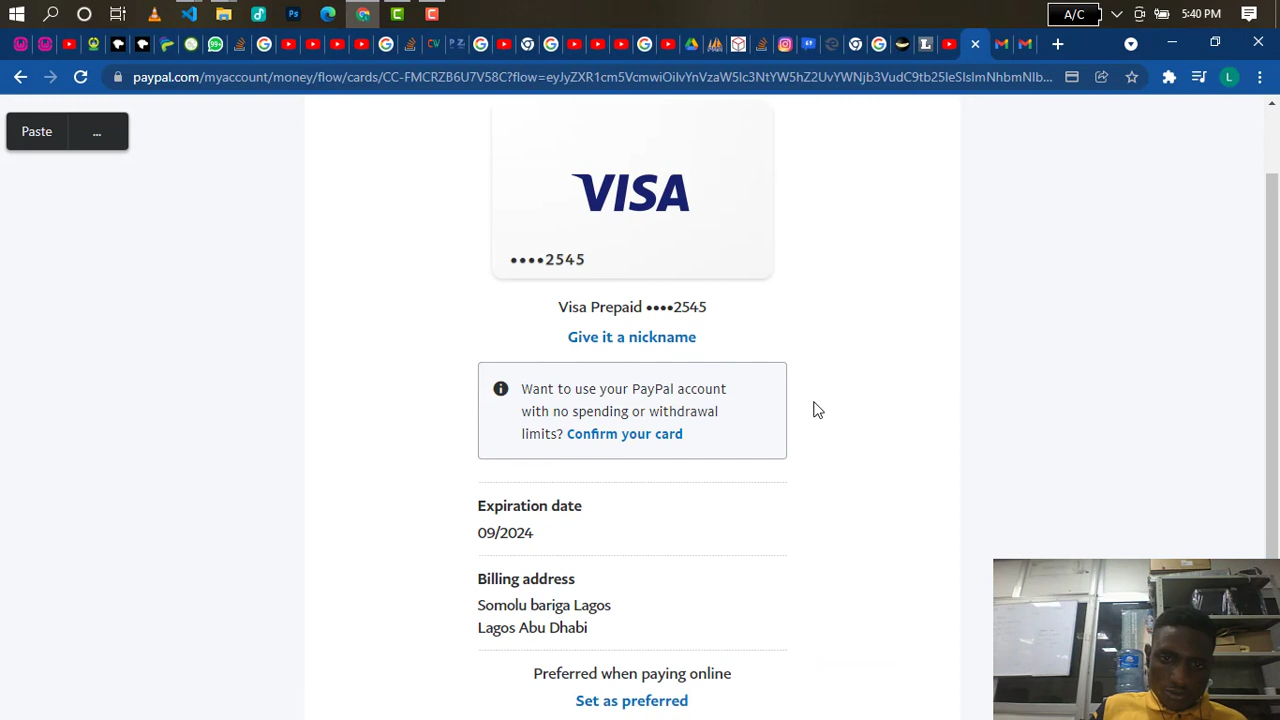 A/C
5:40 PM
paypal.com/myaccount/money/flow/cards/CC-FMCRZB6U7V58C?flow=
Paste
...
VISA
••••2545
Visa Prepaid ••••2545
Give it a nickname
Want to use your PayPal account
with no spending or withdrawal
limits? Confirm your card
Expiration date
09/2024
Billing address
Somolu bariga Lagos
Lagos Abu Dhabi
Preferred when paying online
Set as preferred